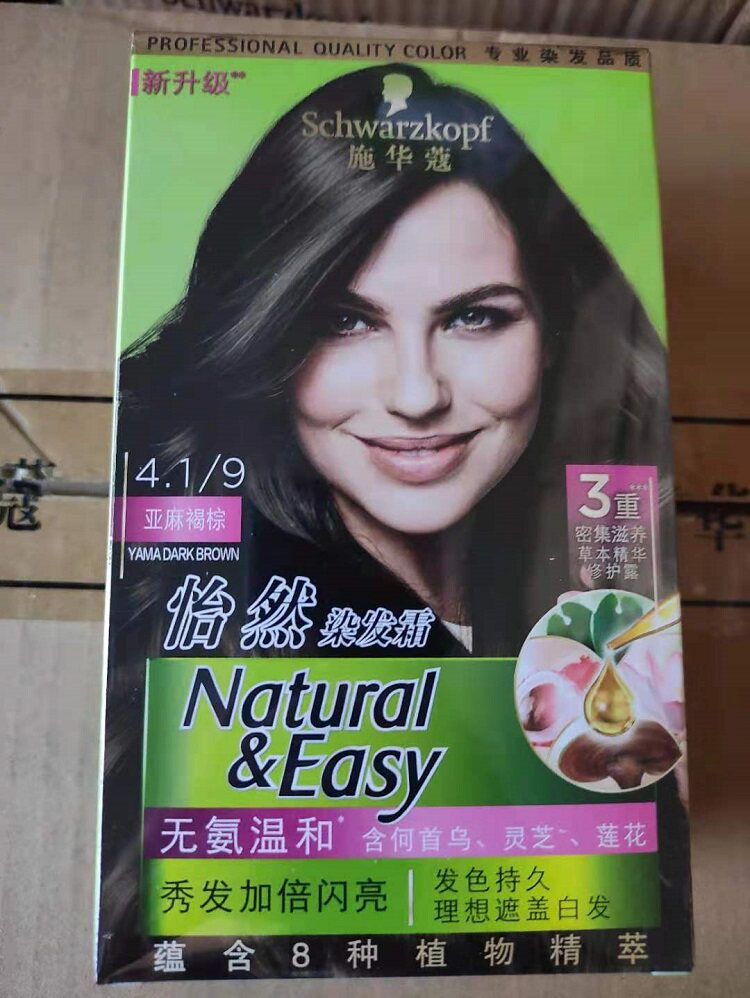 Schwarzkopf
PROFESSIONAL QUALITY COLOR 专业染发品质
新升级**
Schwarzkopf
施华蔻
4.1/9
亚麻褐棕
YAMA DARK BROWN
3重***
密集滋养
草本精华
修护露
怡然染发霜
Natural
&Easy
无氨温和* 含何首乌、灵芝~、莲花
秀发加倍闪亮
发色持久
理想遮盖白发
蕴含8种植物精萃
蔻